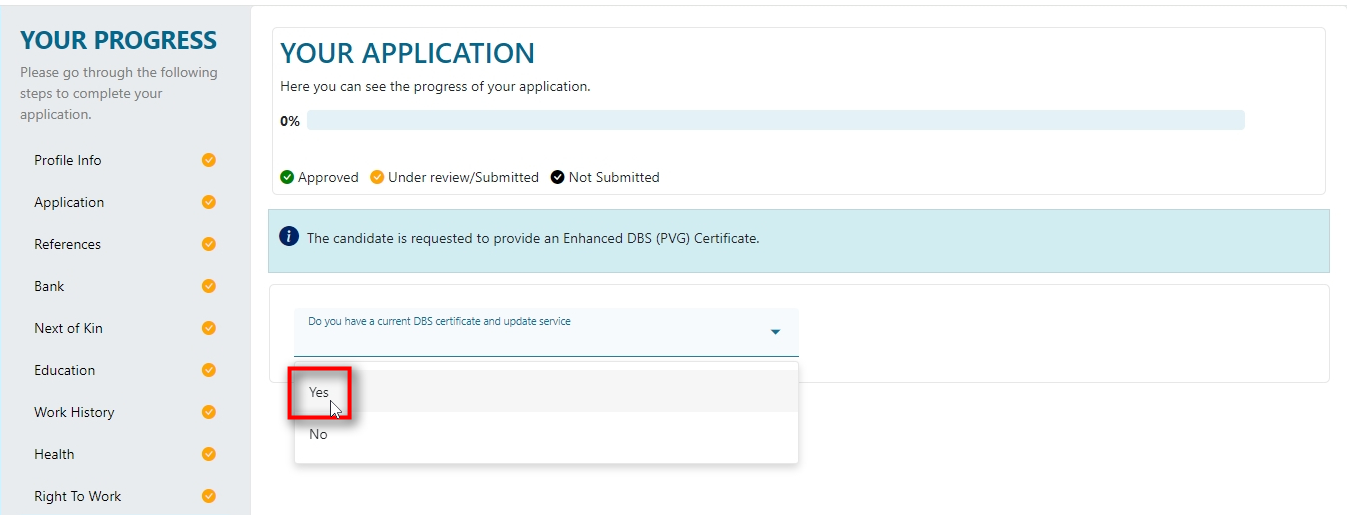 YOUR PROGRESS
Please go through the following
steps to complete your
application.
Profile Info
Application
References
Bank
Next of Kin
Education
Work History
Health
Right To Work
YOUR APPLICATION
Here you can see the progress of your application.
0%
Approved Under review/Submitted Not Submitted
The candidate is requested to provide an Enhanced DBS (PVG) Certificate.
Do you have a current DBS certificate and update service
Yes
No